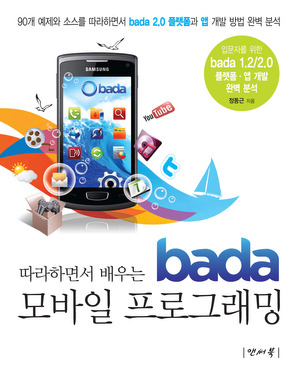 90개 예제와 소스를 따라하면서 bada 2.0 플랫폼과 앱 개발 방법 완벽 분석
입문자를 위한
bada 1.2/2.0
플랫폼·앱 개발
완벽 분석
정종근 지음
SAMSUNG
bada
You Tube
따라하면서 배우는 bada
모바일 프로그래밍
앤써북